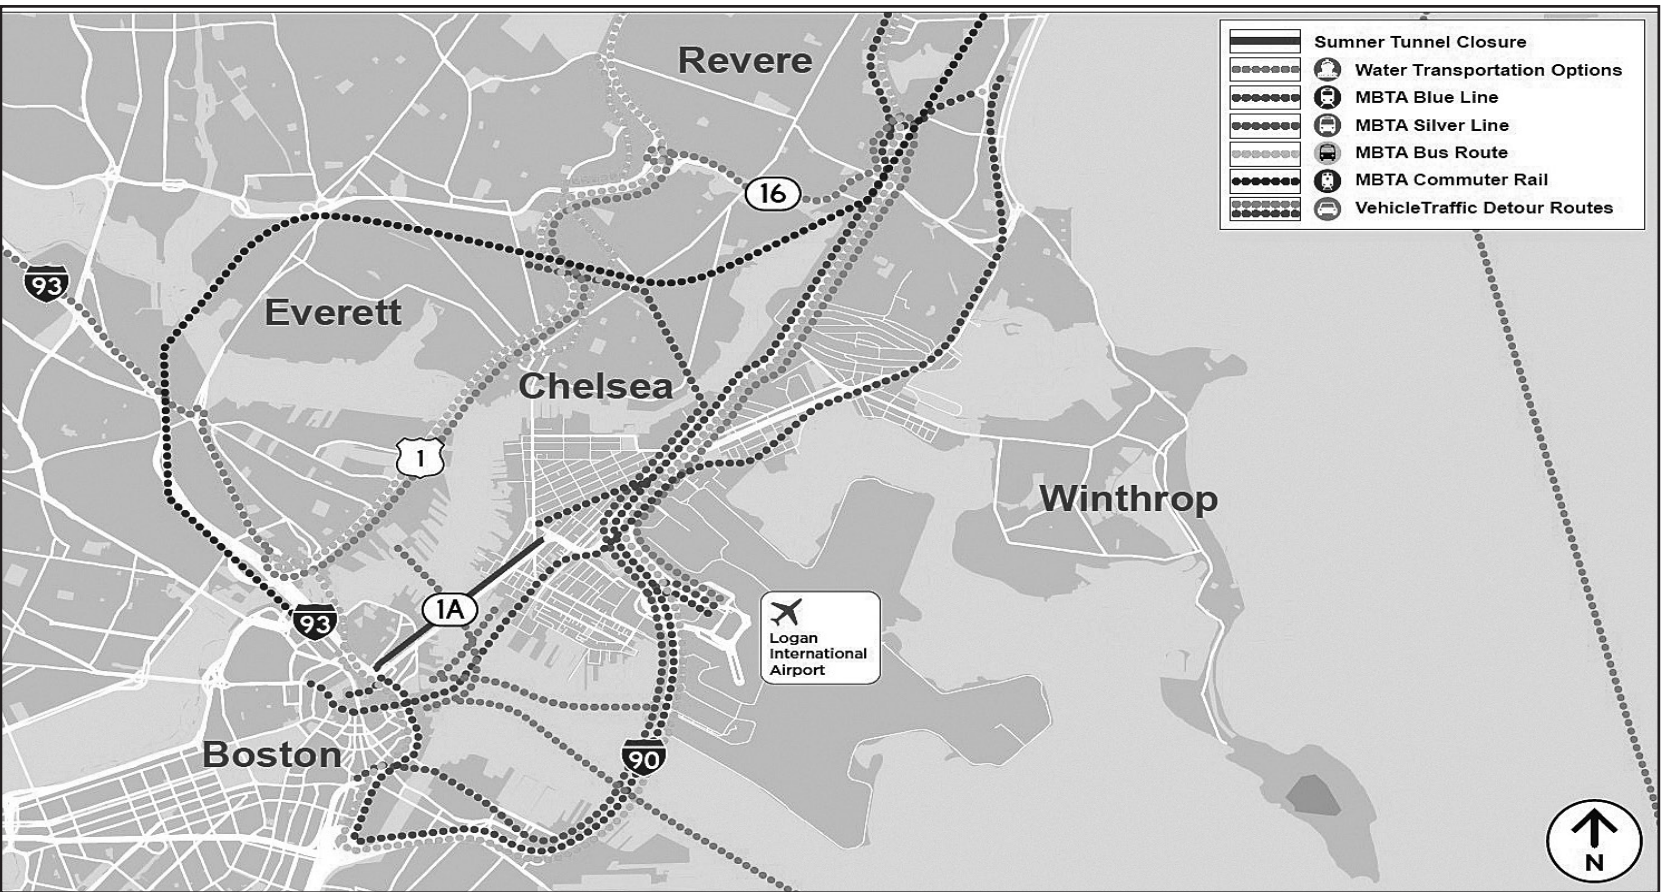 Revere
Sumner Tunnel Closure
Water Transportation Options
MBTA Blue Line
MBTA Silver Line
MBTA Bus Route
MBTA Commuter Rail
VehicleTraffic Detour Routes
16
93
Everett
Chelsea
1
Winthrop
1A
93
Logan
International
Airport
Boston
90
N